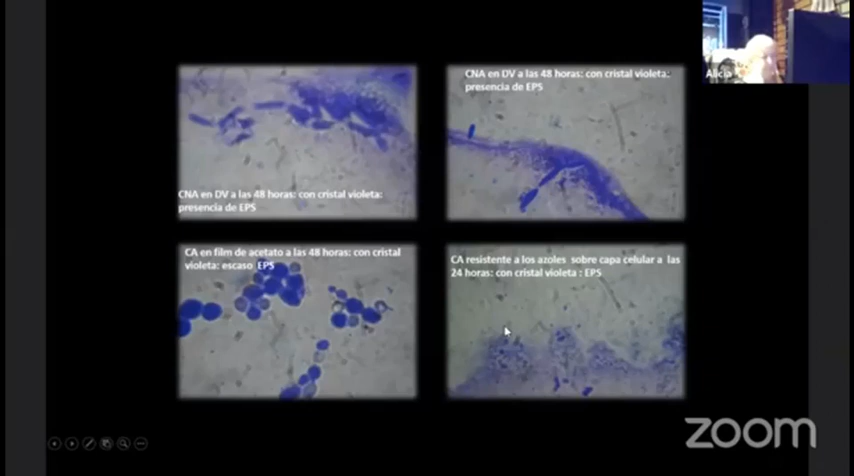 Alicia
CNA en DV a las 48 horas: con cristal violeta:
presencia de EPS
CNA en DV a las 48 horas: con cristal violeta:
presencia de EPS
CA en film de acetato a las 48 horas: con cristal
violeta: escaso EPS
CA resistente a los azoles sobre capa celular a las
24 horas: con cristal violeta : EPS
zoom